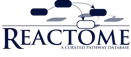 REACTOME
A CURATED PATHWAY DATABASE